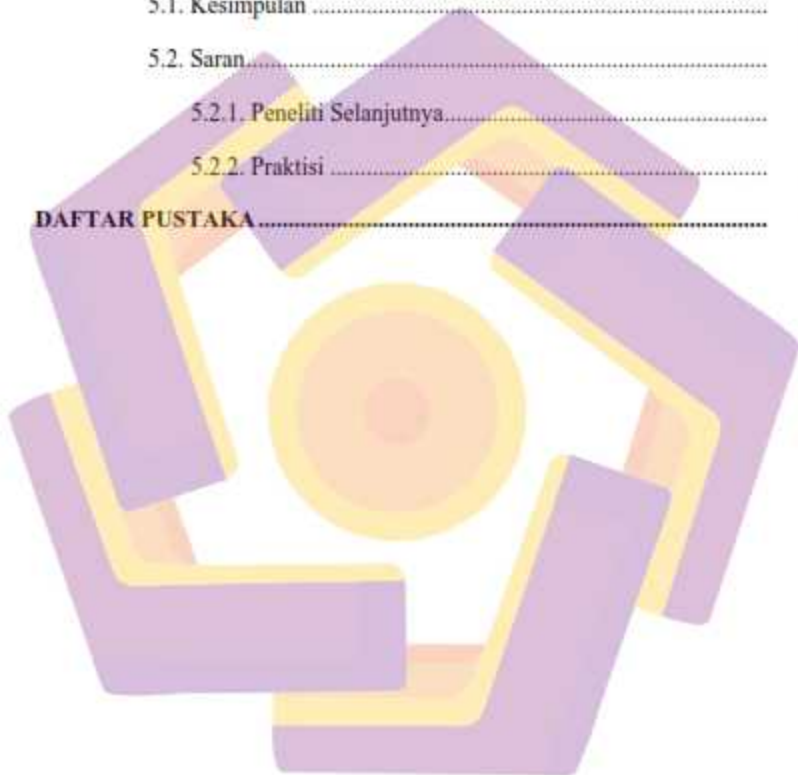 5.1. Kesimpulan ........................................................................
5.2. Saran........................................................................
5.2.1. Peneliti Selanjutnya........................................................
5.2.2. Praktisi ........................................................................
DAFTAR PUSTAKA........................................................................